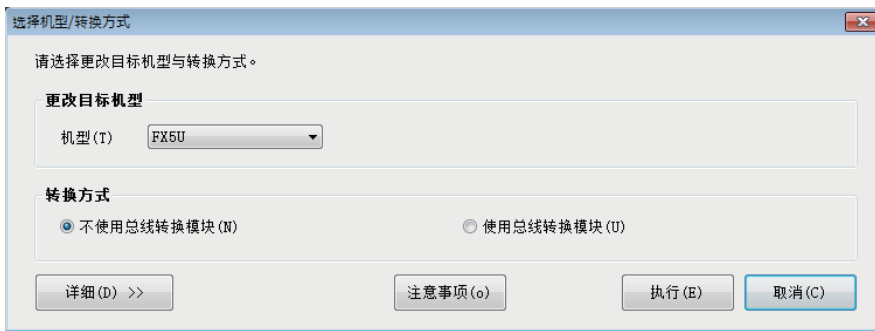 选择机型/转换方式
请选择更改目标机型与转换方式。
更改目标机型
机型(T) FX5U
转换方式
不使用总线转换模块(N) 使用总线转换模块(U)
详细(D) >> 注意事项(o) 执行(E) 取消(C)